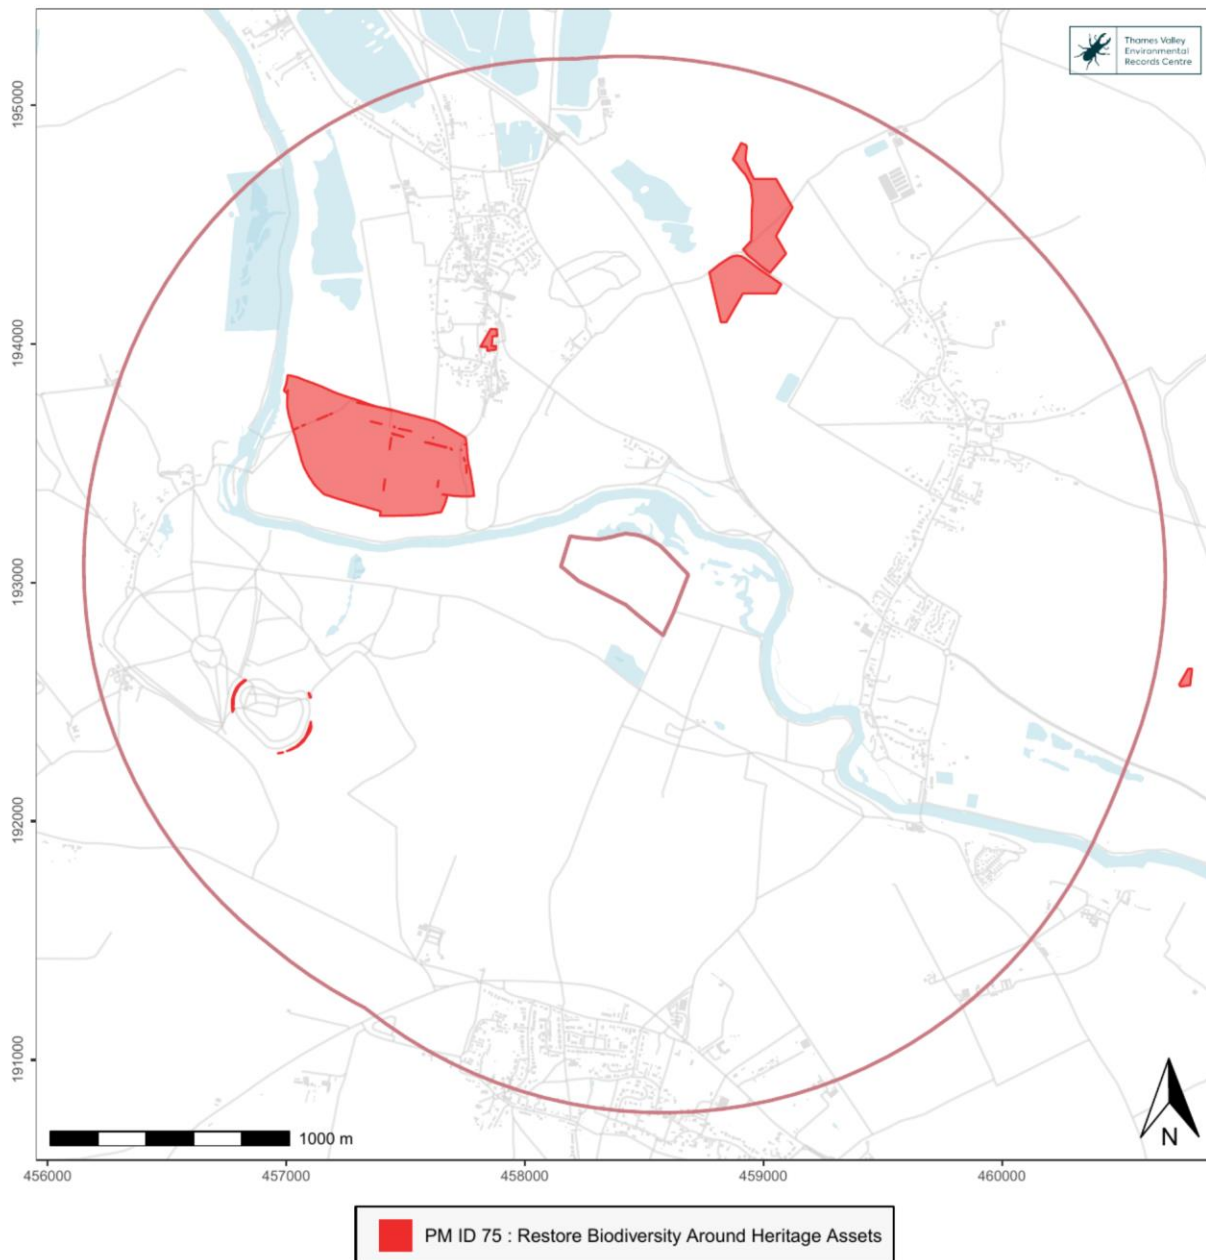 Thames Valley
Environmental
Records Centre
195000
194000
193000
192000
191000
1000 m
N
456000
457000
458000
459000
460000
PM ID 75 : Restore Biodiversity Around Heritage Assets